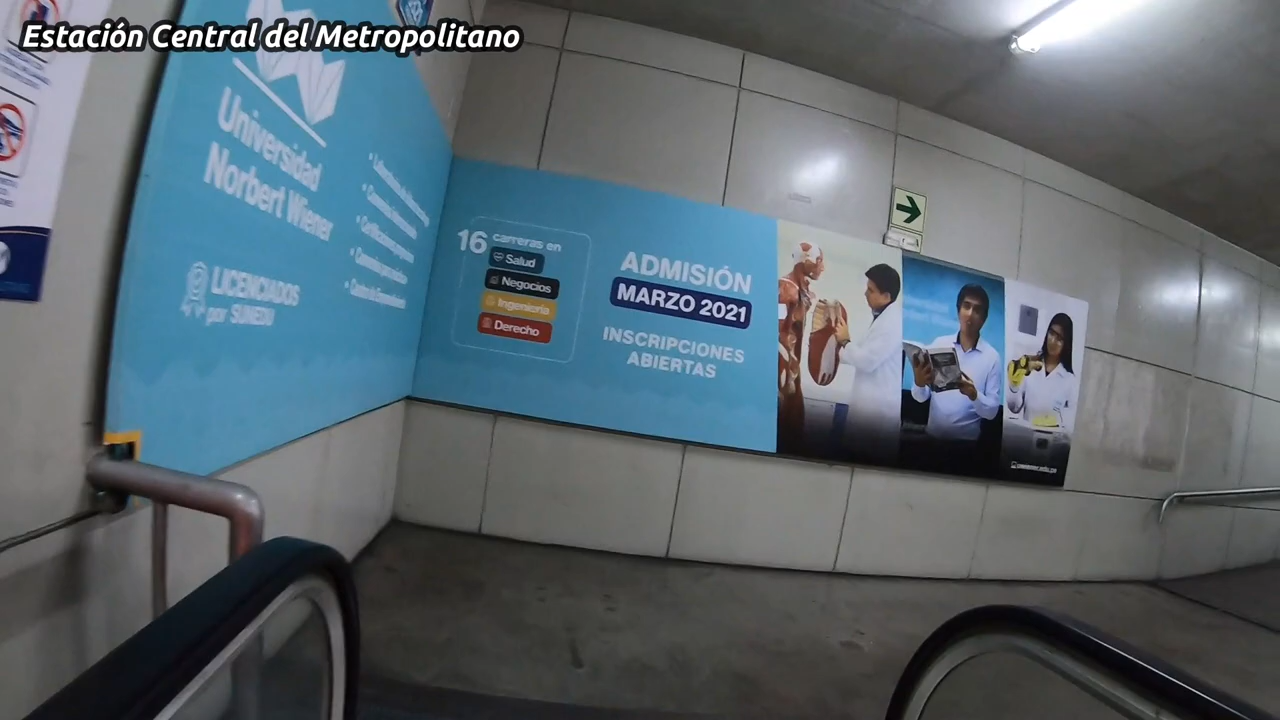 Estación Central del Metropolitano
Universidad
Norbert Wiener
LICENCIADOS
por SUNEDU
16 carreras en
Salud
Negocios
Ingeniería
Derecho
ADMISIÓN
MARZO 2021
INSCRIPCIONES
ABIERTAS